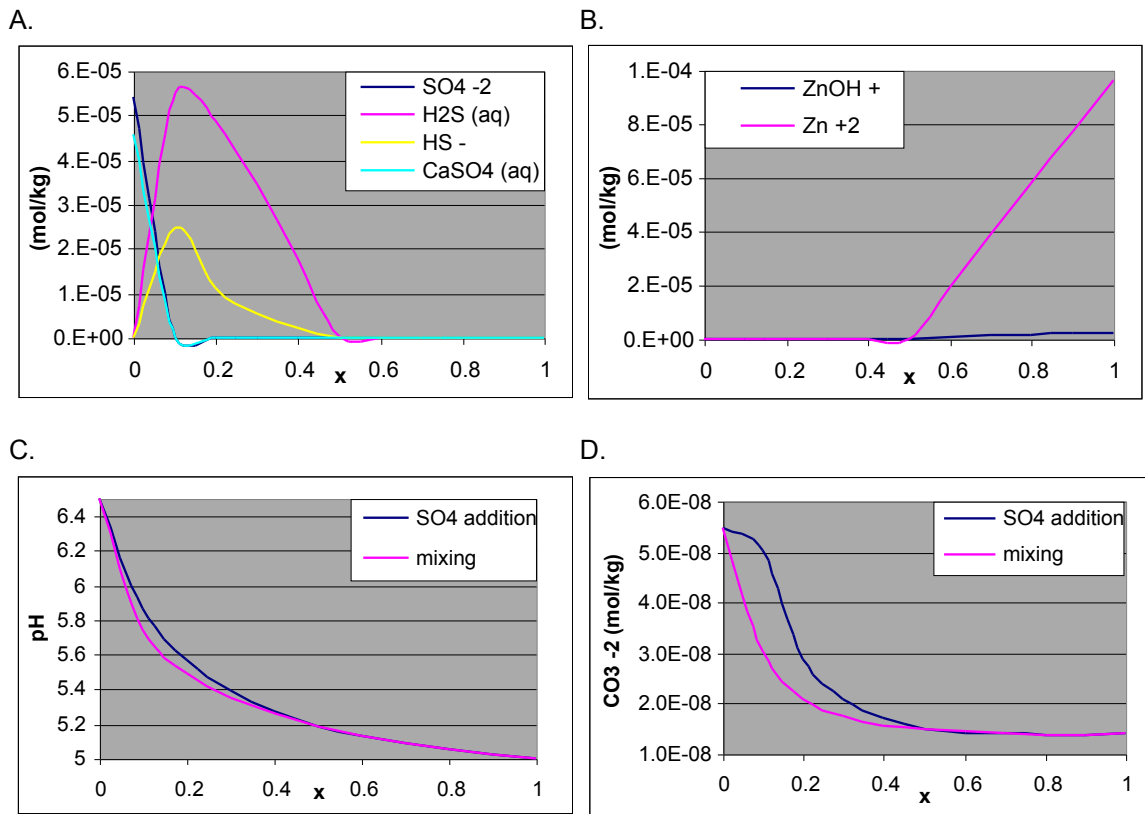 A.
6.E-05
5.E-05
4.E-05
3.E-05
2.E-05
1.E-05
0.E+00
(mol/kg)
SO4 -2
H2S (aq)
HS -
CaSO4 (aq)
0 0.2 0.4 0.6 0.8 1
x
B.
1.E-04
8.E-05
6.E-05
4.E-05
2.E-05
0.E+00
(mol/kg)
ZnOH +
Zn +2
0 0.2 0.4 0.6 0.8 1
x
C.
6.4
6.2
6
5.8
5.6
5.4
5.2
5
pH
SO4 addition
mixing
0 0.2 0.4 0.6 0.8 1
x
D.
6.0E-08
5.0E-08
4.0E-08
3.0E-08
2.0E-08
1.0E-08
CO3 -2 (mol/kg)
SO4 addition
mixing
0 0.2 0.4 0.6 0.8 1
x